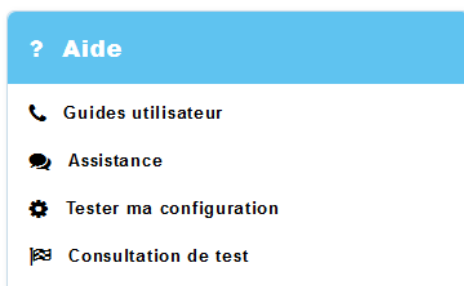 ? Aide
Guides utilisateur
Assistance
Tester ma configuration
Consultation de test